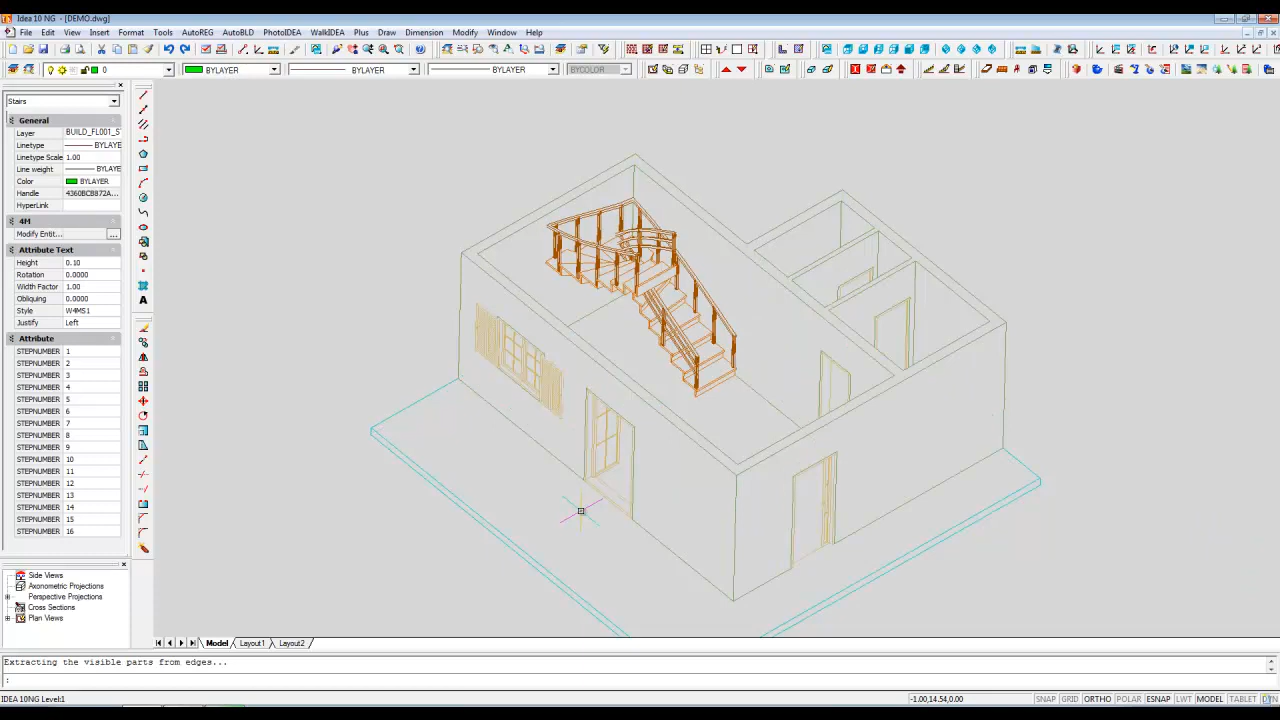 Idea 10 NG - [DEMO.dwg]
File Edit View Insert Format Tools AutoREG AutoBLD PhotoIDEA WalkIDEA Plus Draw Dimension Modify Window Help
0 BYLAYER BYLAYER BYLAYER BYCOLOR
Stairs
General
Layer BUILD_FL001_S
Linetype BYLAYE
Linetype Scale 1.00
Line weight BYLAYE
Color BYLAYER
Handle 4360BCB872A...
HyperLink
4M
Modify Entit... ...
Attribute Text
Height 0.10
Rotation 0.0000
Width Factor 1.00
Obliquing 0.0000
Style W4MS1
Justify Left
Attribute
STEPNUMBER 1
STEPNUMBER 2
STEPNUMBER 3
STEPNUMBER 4
STEPNUMBER 5
STEPNUMBER 6
STEPNUMBER 7
STEPNUMBER 8
STEPNUMBER 9
STEPNUMBER 10
STEPNUMBER 11
STEPNUMBER 12
STEPNUMBER 13
STEPNUMBER 14
STEPNUMBER 15
STEPNUMBER 16
Side Views
Axonometric Projections
Perspective Projections
Cross Sections
Plan Views
Model Layout1 Layout2
Extracting the visible parts from edges...
:
IDEA 10NG Level:1 -1.00,14.54,0.00 SNAP GRID ORTHO POLAR ESNAP LWT MODEL TABLET DYN